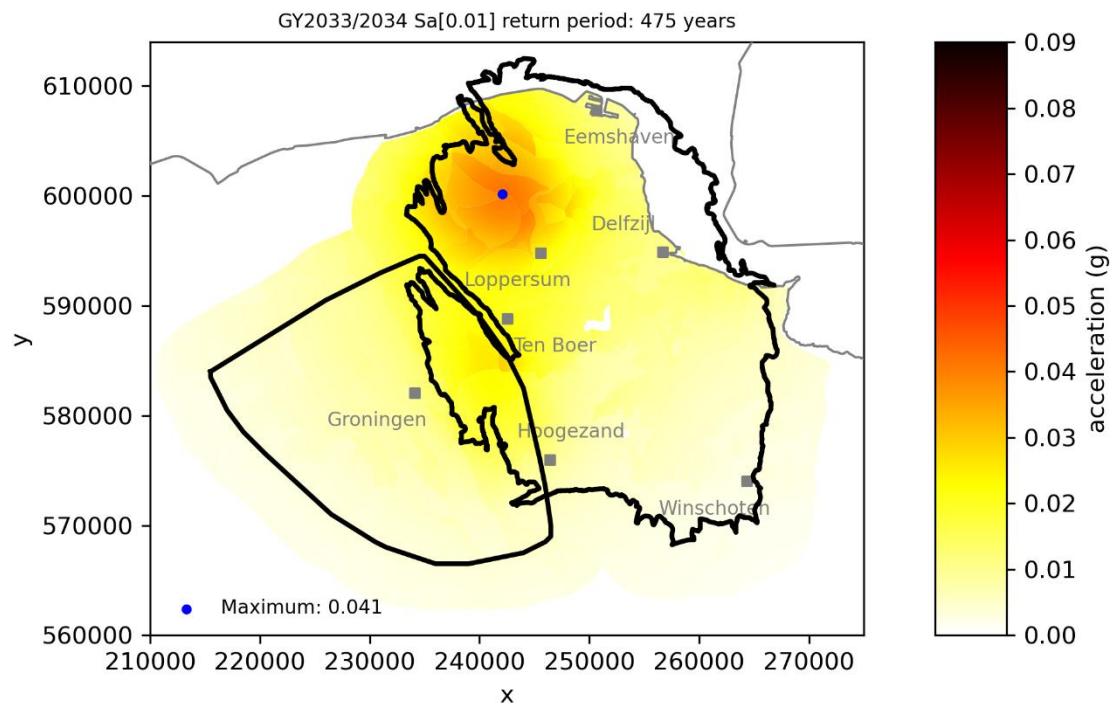 GY2033/2034 Sa[0.01] return period: 475 years
610000
600000
590000
580000
570000
560000
y
Eemshaven
Delfzijl
Loppersum
Ten Boer
Groningen
Hoogezand
Winschoten
Maximum: 0.041
210000 220000 230000 240000 250000 260000 270000
x
0.09
0.08
0.07
0.06
0.05
0.04
0.03
0.02
0.01
0.00
acceleration (g)